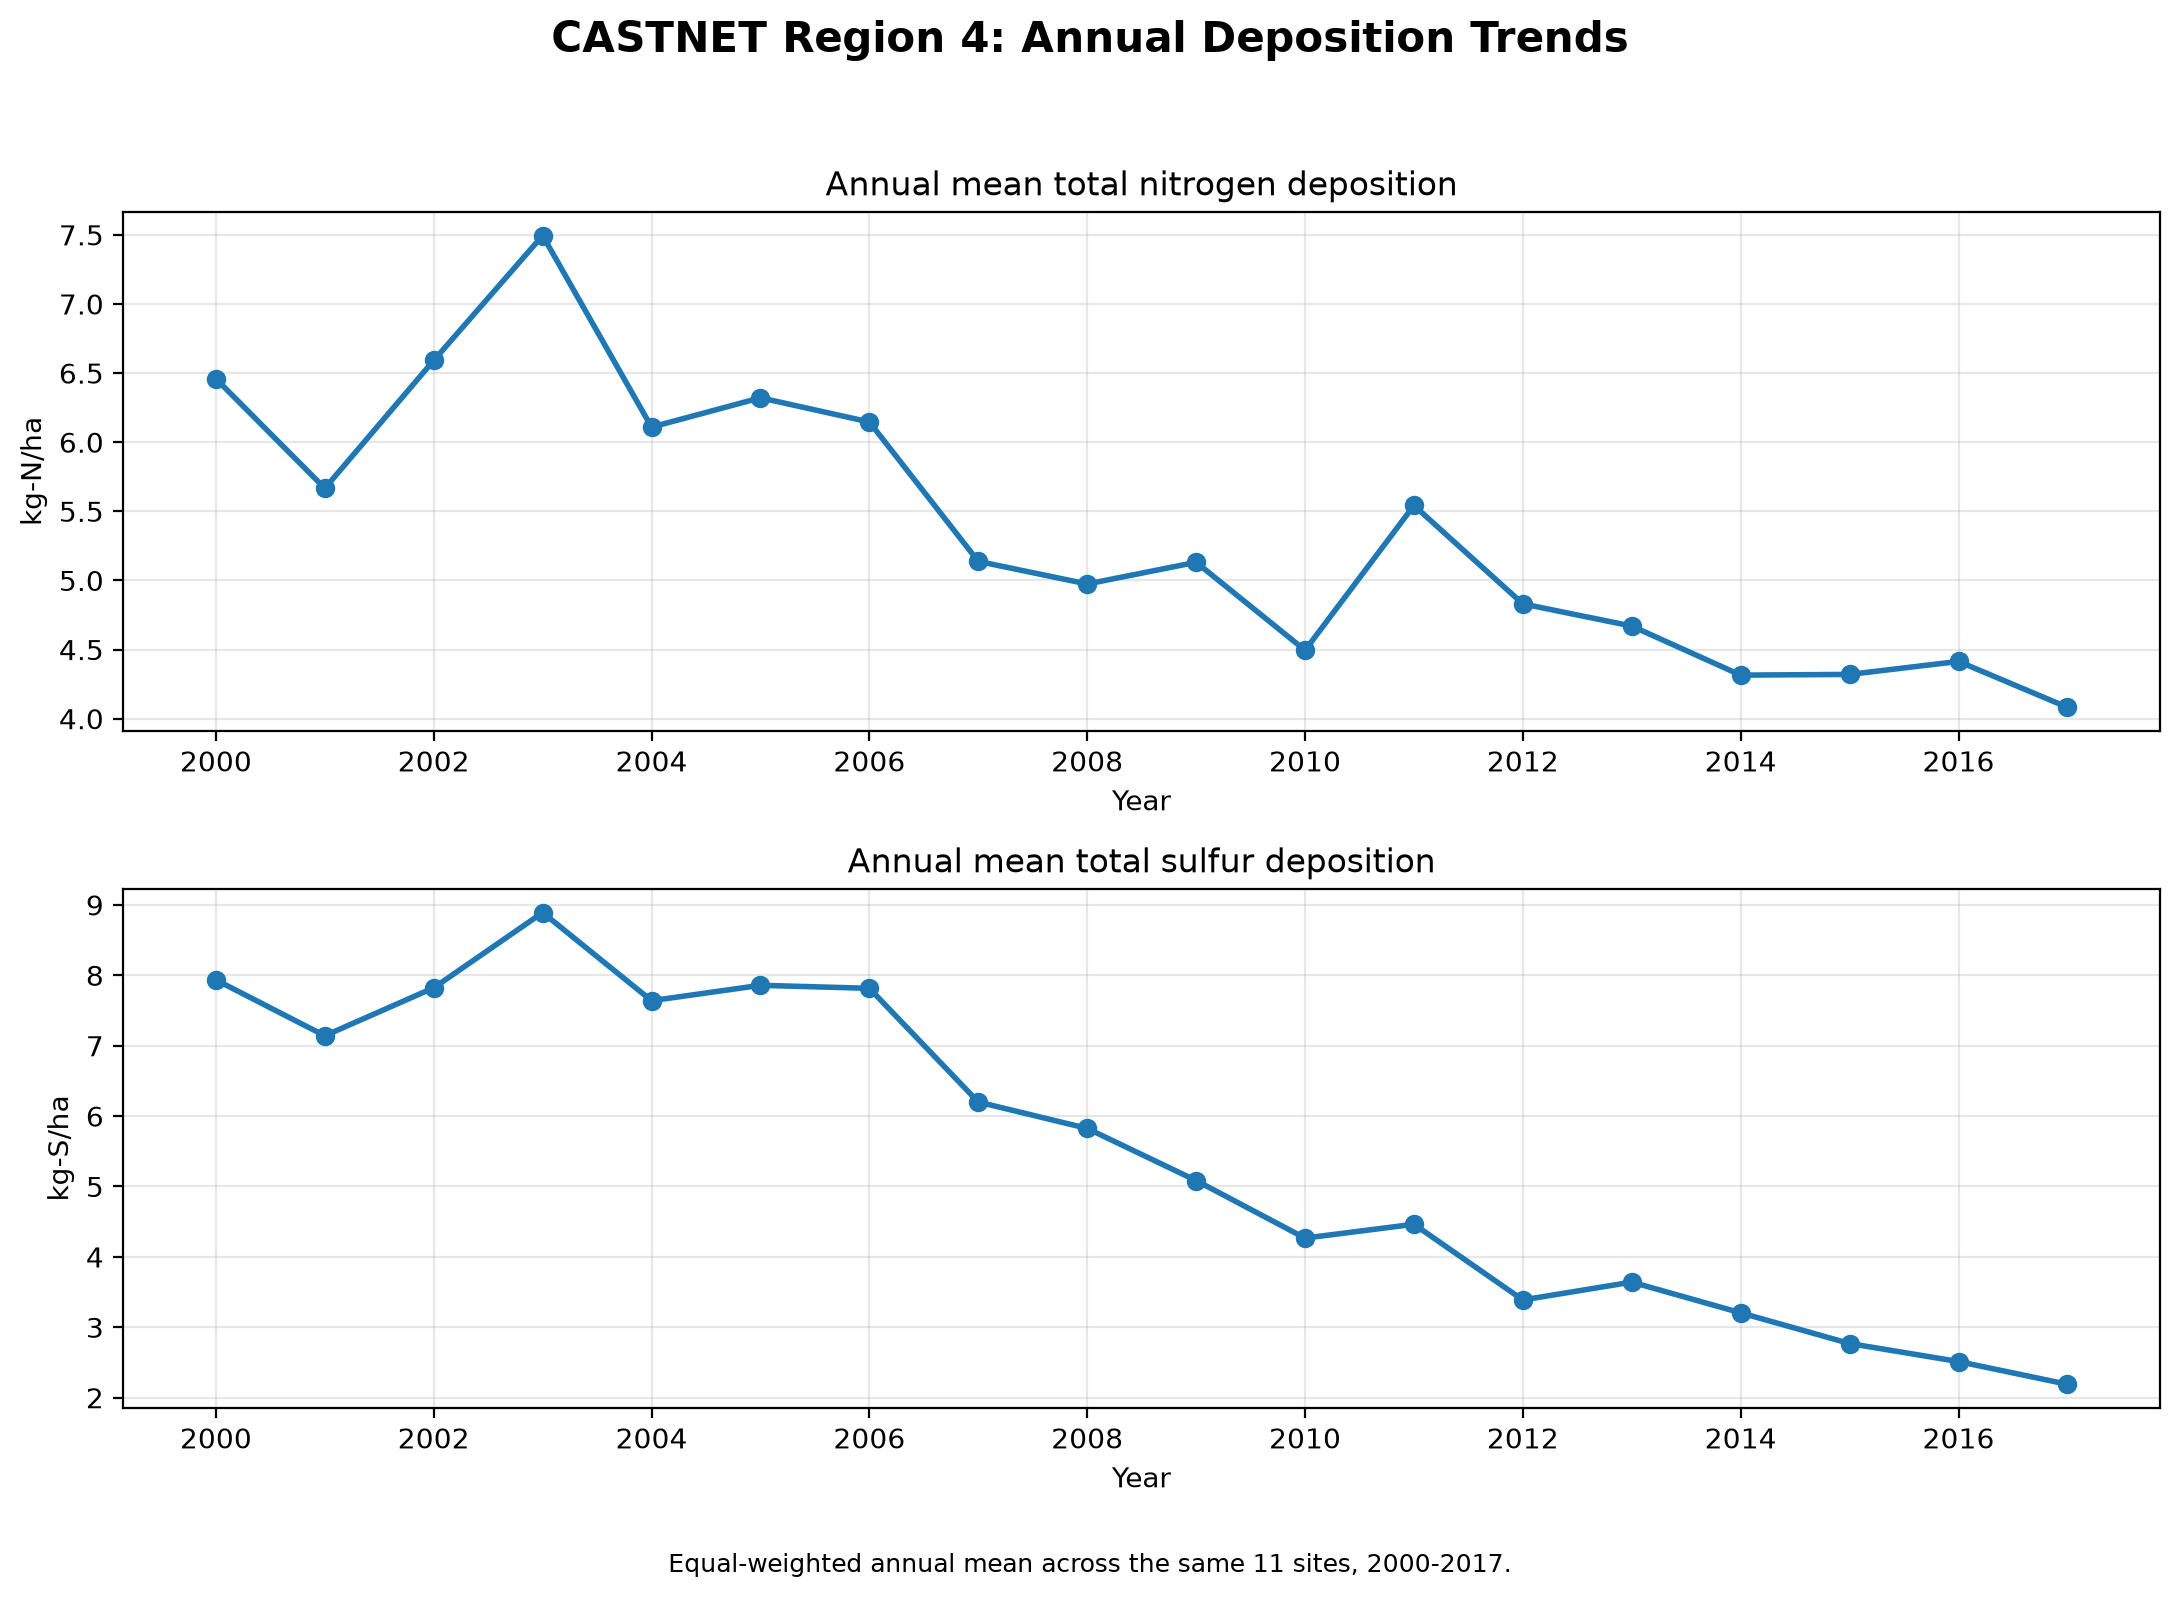 CASTNET Region 4: Annual Deposition Trends
Annual mean total nitrogen deposition
kg-N/ha
7.5
7.0
6.5
6.0
5.5
5.0
4.5
4.0
2000 2002 2004 2006 2008 2010 2012 2014 2016
Year
Annual mean total sulfur deposition
kg-S/ha
9
8
7
6
5
4
3
2
2000 2002 2004 2006 2008 2010 2012 2014 2016
Year
Equal-weighted annual mean across the same 11 sites, 2000-2017.